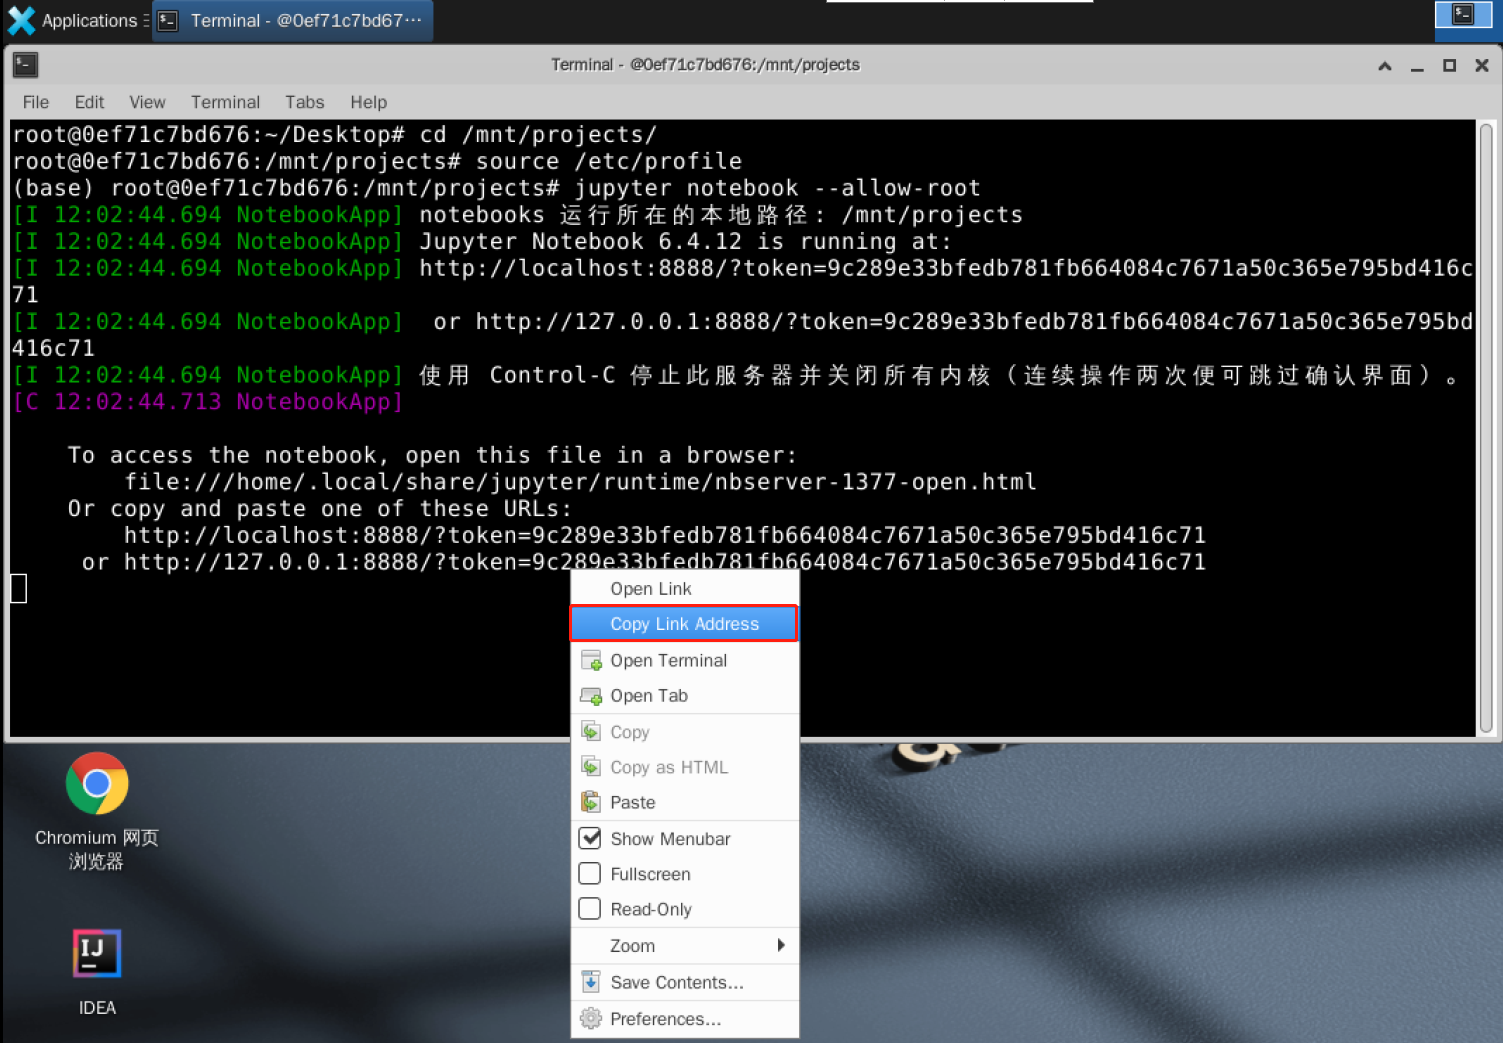 Applications
Terminal - @0ef71c7bd67···
Terminal - @0ef71c7bd676:/mnt/projects
File Edit View Terminal Tabs Help
root@0ef71c7bd676:~/Desktop# cd /mnt/projects/
root@0ef71c7bd676:/mnt/projects# source /etc/profile
(base) root@0ef71c7bd676:/mnt/projects# jupyter notebook --allow-root
[I 12:02:44.694 NotebookApp] notebooks 运行所在的本地路径: /mnt/projects
[I 12:02:44.694 NotebookApp] Jupyter Notebook 6.4.12 is running at:
[I 12:02:44.694 NotebookApp] http://localhost:8888/?token=9c289e33bfedb781fb664084c7671a50c365e795bd416c
71
[I 12:02:44.694 NotebookApp]  or http://127.0.0.1:8888/?token=9c289e33bfedb781fb664084c7671a50c365e795bd
416c71
[I 12:02:44.694 NotebookApp] 使用 Control-C 停止此服务器并关闭所有内核（连续操作两次便可跳过确认界面）。
[C 12:02:44.713 NotebookApp]
To access the notebook, open this file in a browser:
file:///home/.local/share/jupyter/runtime/nbserver-1377-open.html
Or copy and paste one of these URLs:
http://localhost:8888/?token=9c289e33bfedb781fb664084c7671a50c365e795bd416c71
or http://127.0.0.1:8888/?token=9c289e33bfedb781fb664084c7671a50c365e795bd416c71
Open Link
Copy Link Address
Open Terminal
Open Tab
Copy
Copy as HTML
Paste
Show Menubar
Fullscreen
Read-Only
Zoom
Save Contents...
Preferences...
Chromium 网页
浏览器
IJ
IDEA